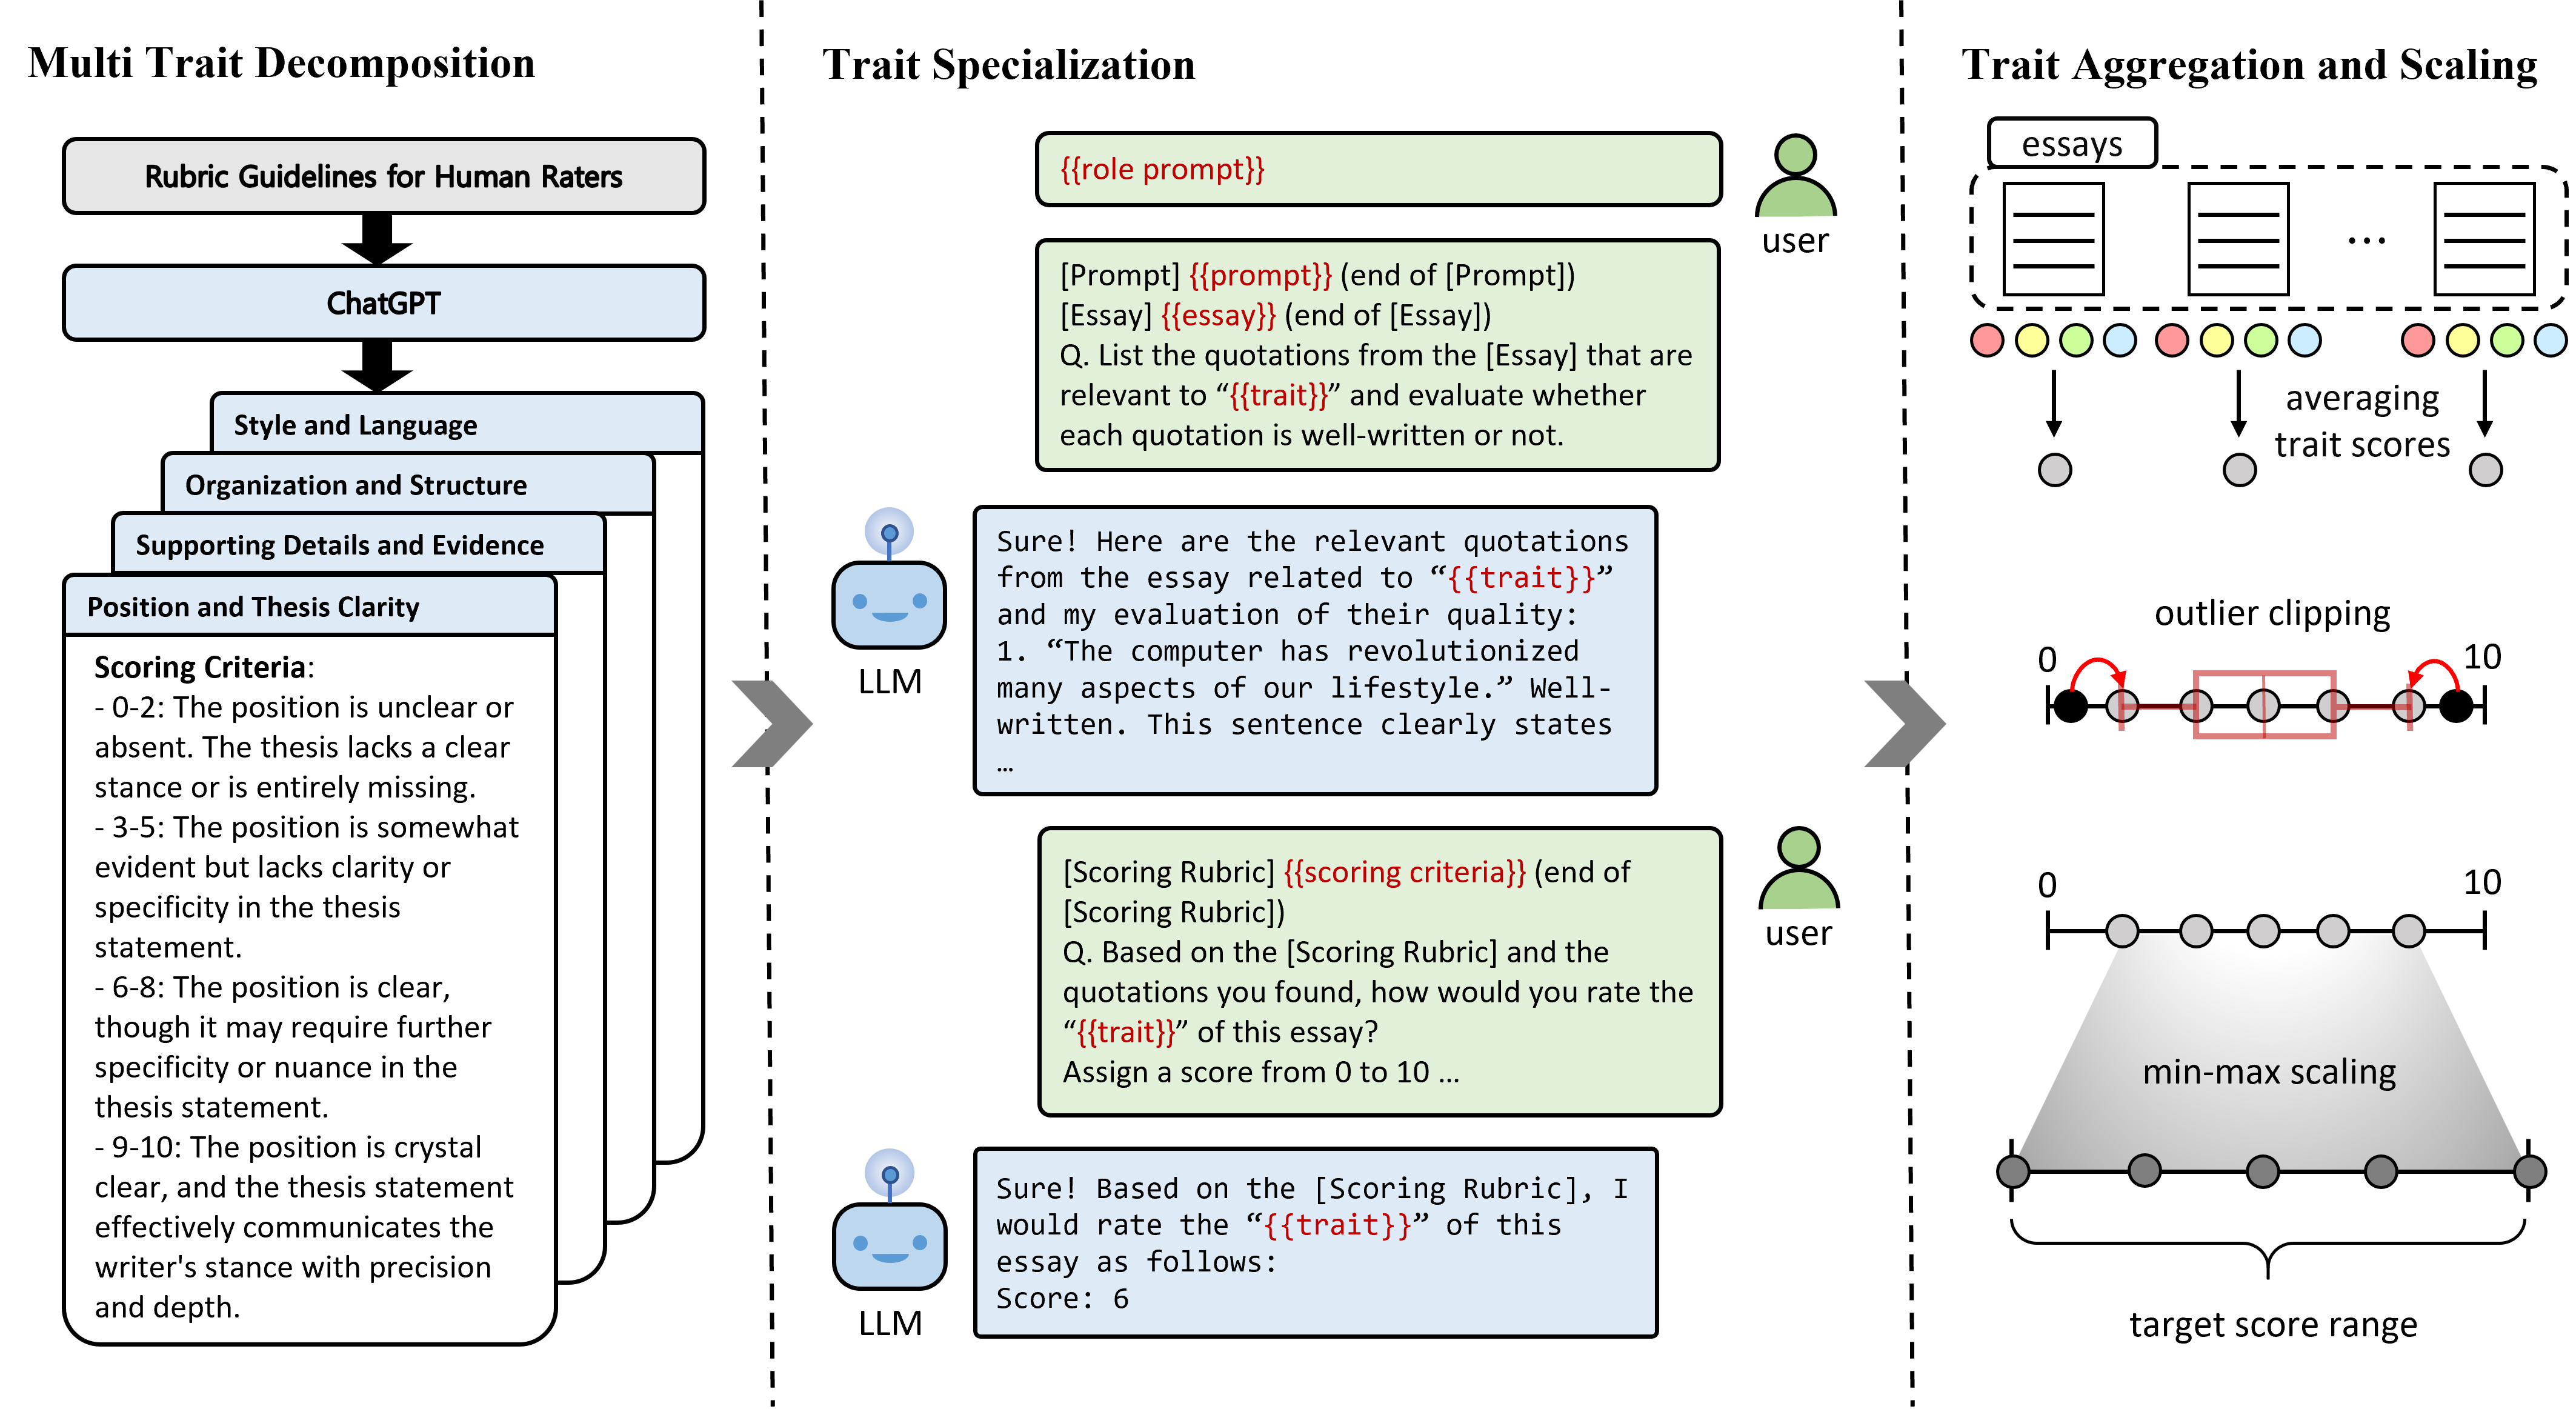 Multi Trait Decomposition
Rubric Guidelines for Human Raters
ChatGPT
Style and Language
Organization and Structure
Supporting Details and Evidence
Position and Thesis Clarity
Scoring Criteria:
- 0-2: The position is unclear or
absent. The thesis lacks a clear
stance or is entirely missing.
- 3-5: The position is somewhat
evident but lacks clarity or
specificity in the thesis
statement.
- 6-8: The position is clear,
though it may require further
specificity or nuance in the
thesis statement.
- 9-10: The position is crystal
clear, and the thesis statement
effectively communicates the
writer's stance with precision
and depth.
Trait Specialization
{{role prompt}}
user
[Prompt] {{prompt}} (end of [Prompt])
[Essay] {{essay}} (end of [Essay])
Q. List the quotations from the [Essay] that are
relevant to “{{trait}}” and evaluate whether
each quotation is well-written or not.
LLM
Sure! Here are the relevant quotations
from the essay related to “{{trait}}”
and my evaluation of their quality:
1. “The computer has revolutionized
many aspects of our lifestyle.” Well-
written. This sentence clearly states
…
user
[Scoring Rubric] {{scoring criteria}} (end of
[Scoring Rubric])
Q. Based on the [Scoring Rubric] and the
quotations you found, how would you rate the
“{{trait}}” of this essay?
Assign a score from 0 to 10 …
LLM
Sure! Based on the [Scoring Rubric], I
would rate the “{{trait}}” of this
essay as follows:
Score: 6
Trait Aggregation and Scaling
essays
…
averaging
trait scores
outlier clipping
0
10
0
10
min-max scaling
target score range